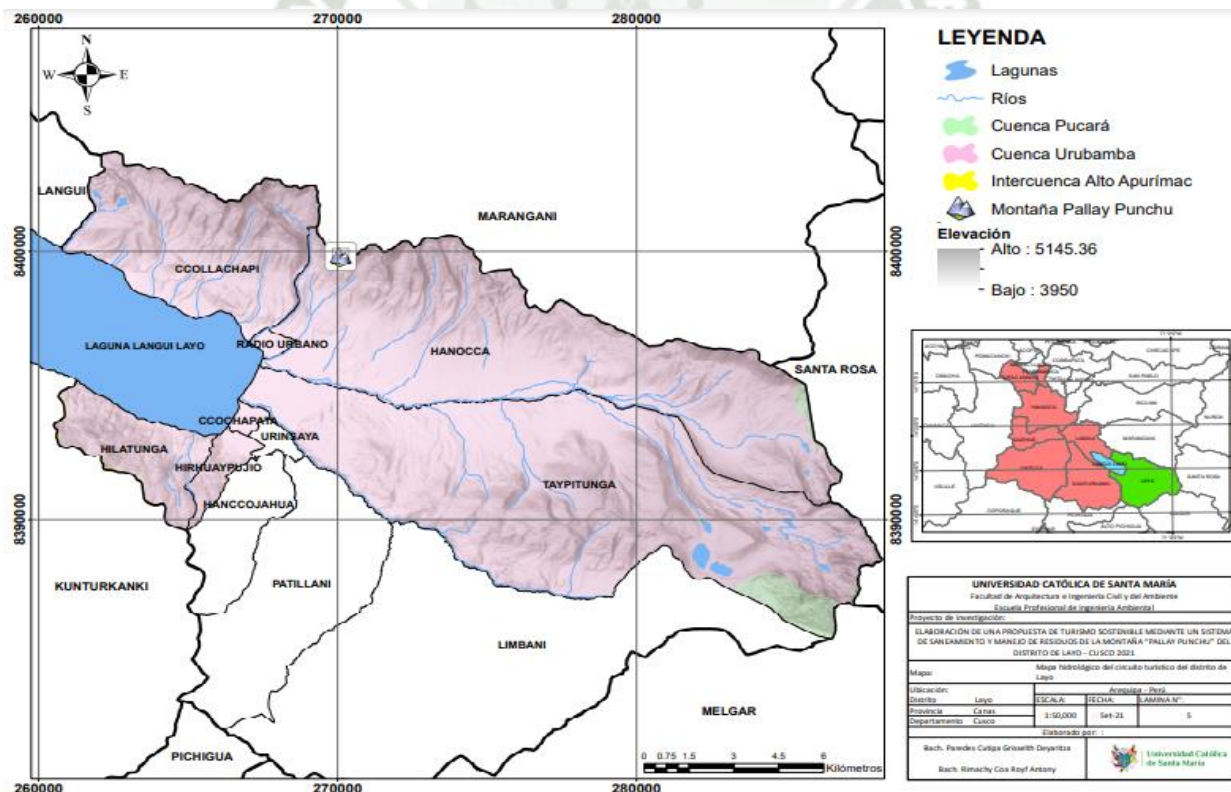 260000 270000 280000
N
W E
S
LANGUI
MARANGANI
8400000 8400000
CCOLLACHAPI
LAGUNA LANGUI LAYO
RADIO URBANO
HANOCCA
SANTA ROSA
CCOCHAPATA
URINSAYA
HILATUNGA
HIRHUAYPUJIO
TAYPITUNGA
HANCCOJAHUA
8390000 8390000
KUNTURKANKI
PATILLANI
LIMBANI
MELGAR
PICHIGUA
0 0.75 1.5 3 4.5 6
Kilómetros
260000 270000 280000
LEYENDA
Lagunas
Ríos
Cuenca Pucará
Cuenca Urubamba
Intercuenca Alto Apurímac
Montaña Pallay Punchu
Elevación
Alto : 5145.36
Bajo : 3950
SANTA ROSA
LAYO
ALTO PICHIGUA
UNIVERSIDAD CATÓLICA DE SANTA MARÍA
Facultad de Arquitectura e Ingeniería Civil y del Ambiente
Escuela Profesional de Ingeniería Ambiental
Proyecto de Investigación:
ELABORACIÓN DE UNA PROPUESTA DE TURISMO SOSTENIBLE MEDIANTE UN SISTEMA
DE SANEAMIENTO Y MANEJO DE RESIDUOS DE LA MONTAÑA "PALLAY PUNCHU" DEL
DISTRITO DE LAYO - CUSCO 2021
Mapa: Mapa hidrológico del circuito turístico del distrito de
Layo
Ubicación: Arequipa - Perú
Distrito Layo ESCALA: FECHA: LAMINA N°:
Provincia Canas 1:50,000 Set-21 5
Departamento Cusco
Elaborado por: :
Bach. Paredes Cutipa Grisselth Deyaritza
Bach. Rimachy Coa Royf Antony
Universidad Católica
de Santa María